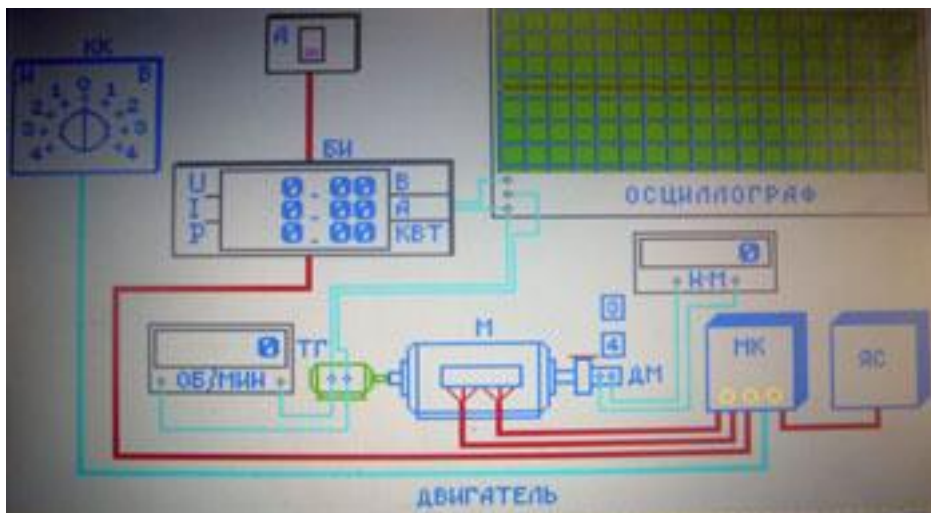 КК
А
Н В
4 3 2 1 0 1 2 3 4
БИ
U 0.00 В
I 0.00 А
P 0.00 КВТ
ОСЦИЛЛОГРАФ
0
Н·М
0
ОБ/МИН
ТГ
М
4
ДМ
МК
ЯС
ДВИГАТЕЛЬ